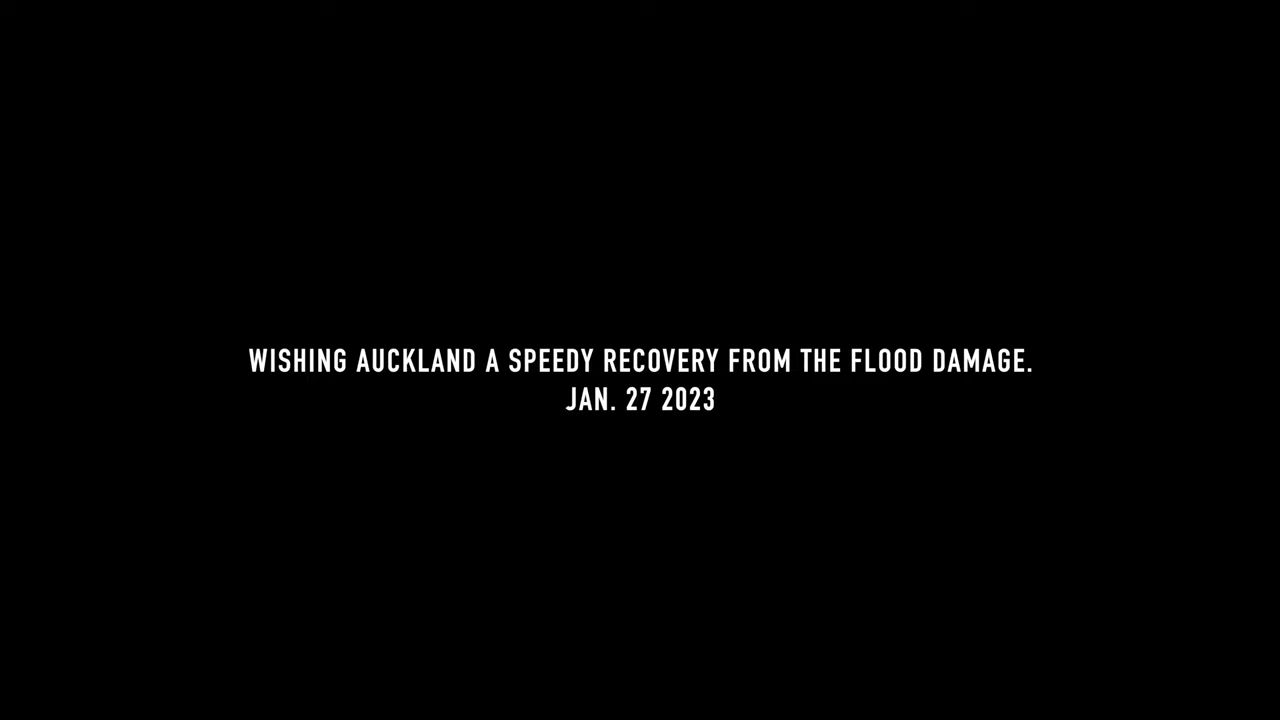 WISHING AUCKLAND A SPEEDY RECOVERY FROM THE FLOOD DAMAGE.
JAN. 27 2023